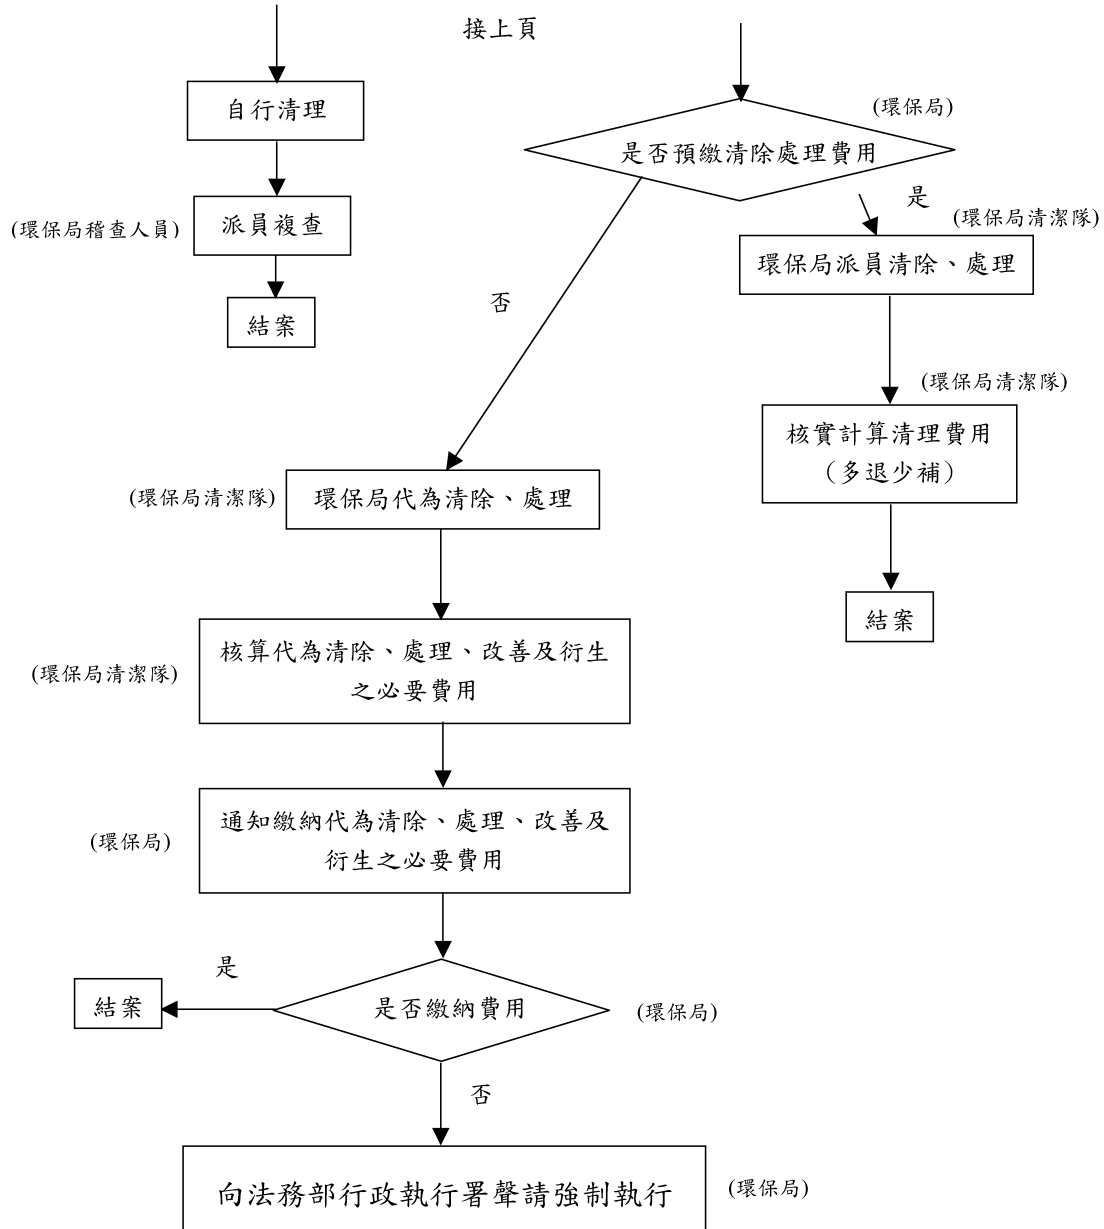 接上頁
自行清理
(環保局)
是否預繳清除處理費用
派員複查
(環保局稽查人員)
是
(環保局清潔隊)
環保局派員清除、處理
否
結案
(環保局清潔隊)
核實計算清理費用
（多退少補）
(環保局清潔隊)
環保局代為清除、處理
結案
(環保局清潔隊)
核算代為清除、處理、改善及衍生
之必要費用
通知繳納代為清除、處理、改善及
衍生之必要費用
(環保局)
是
結案
是否繳納費用
(環保局)
否
向法務部行政執行署聲請強制執行
(環保局)